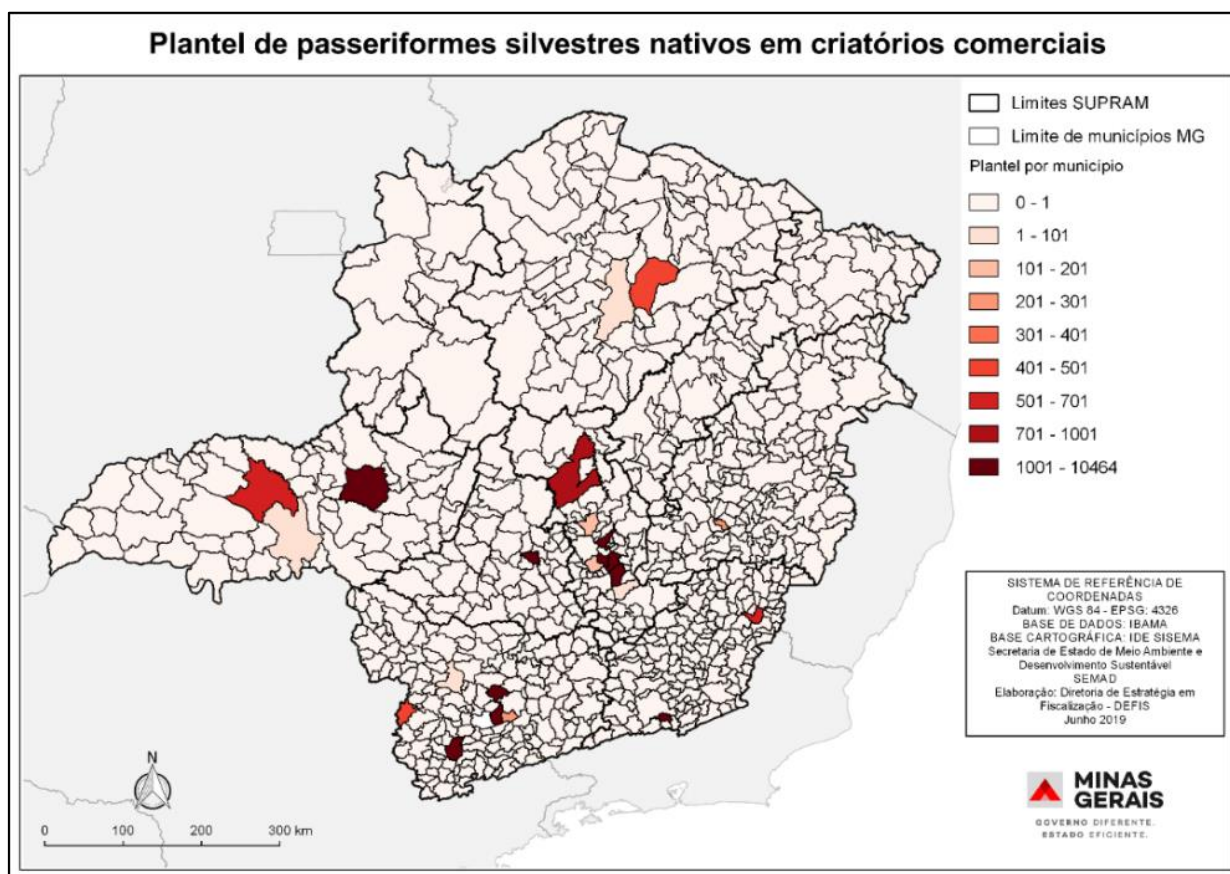 Plantel de passeriformes silvestres nativos em criatórios comerciais
Limites SUPRAM
Limite de municípios MG
Plantel por municipio
0 - 1
1 - 101
101 - 201
201 - 301
301 - 401
401 - 501
501 - 701
701 - 1001
1001 - 10464
SISTEMA DE REFERÊNCIA DE
COORDENADAS
Datum: WGS 84 - EPSG: 4326
BASE DE DADOS: IBAMA
BASE CARTOGRÁFICA: IDE SISEMA
Secretaria de Estado de Meio Ambiente e
Desenvolvimento Sustentável
SEMAD
Elaboração: Diretoria de Estratégia em
Fiscalização - DEFIS
Junho 2019
N
0 100 200 300 km
MINAS
GERAIS
GOVERNO DIFERENTE.
ESTADO EFICIENTE.